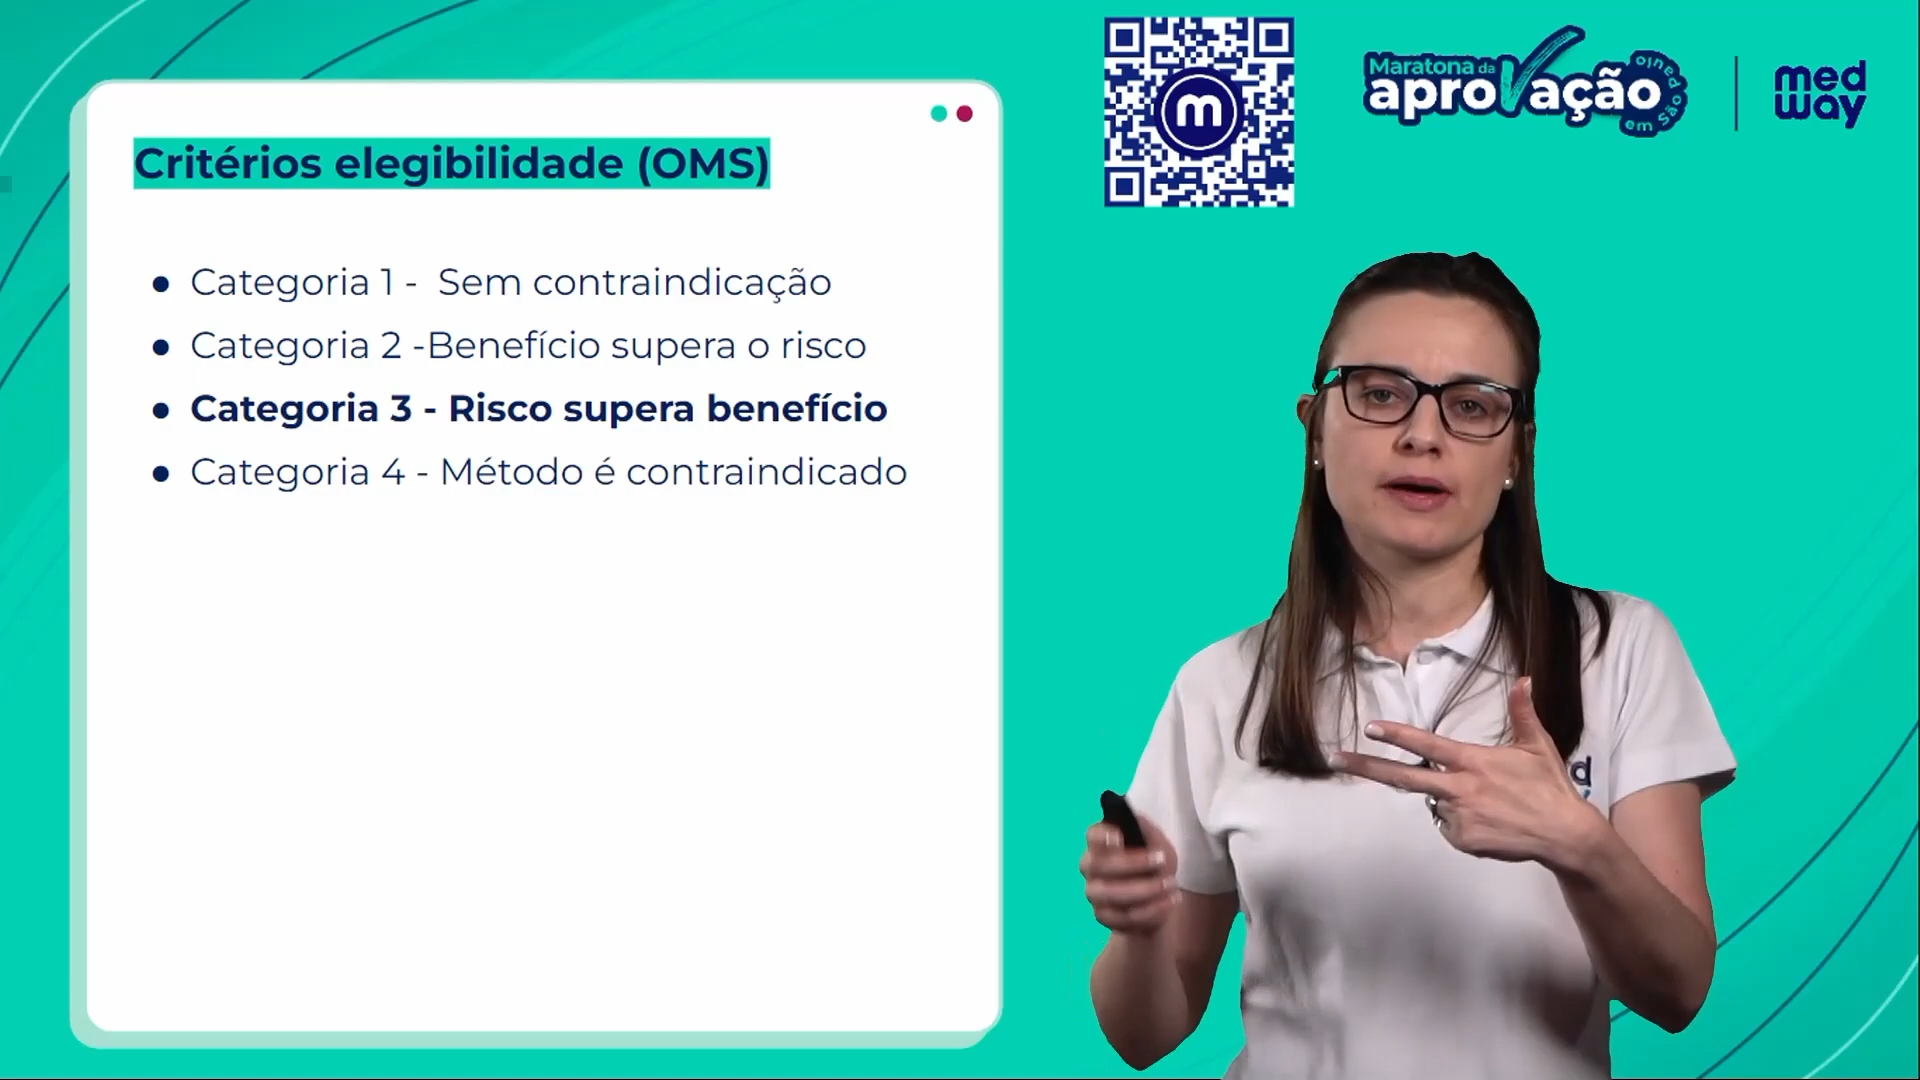 Maratona da
aproVação
em São Paulo
med
way
m
Critérios elegibilidade (OMS)
● Categoria 1 - Sem contraindicação
● Categoria 2 -Benefício supera o risco
● Categoria 3 - Risco supera benefício
● Categoria 4 - Método é contraindicado
d